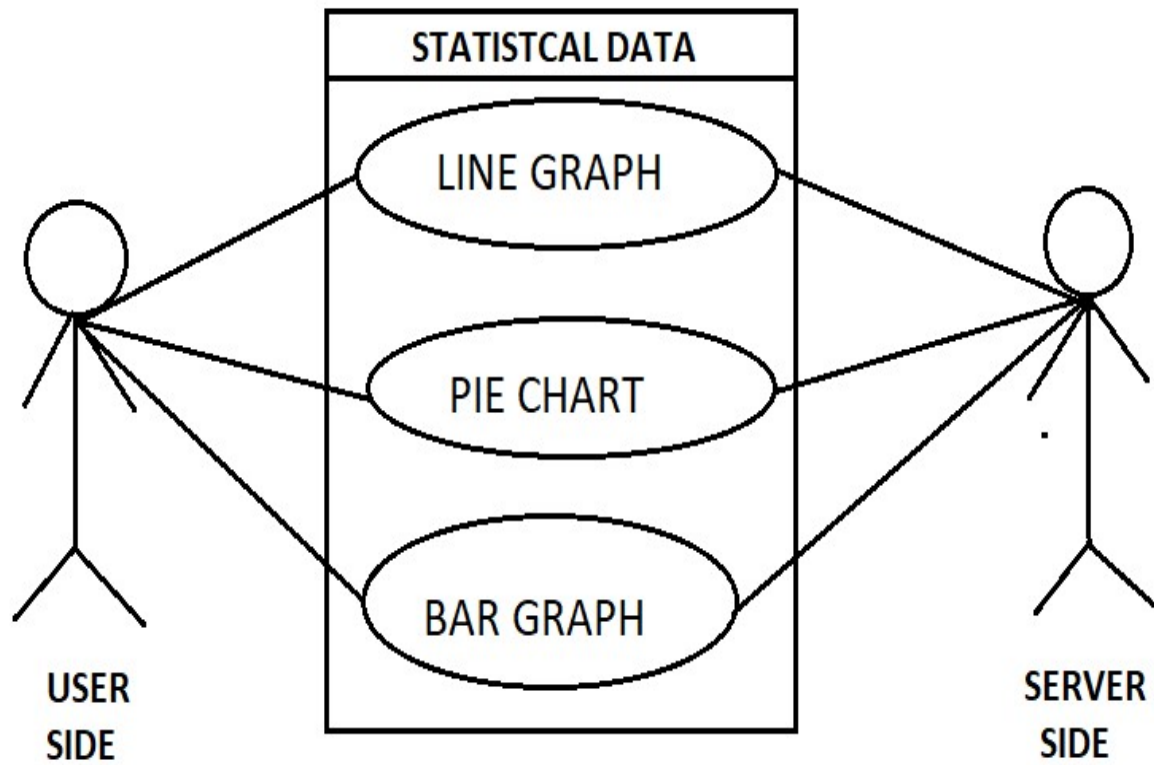 STATISTCAL DATA
LINE GRAPH
PIE CHART
BAR GRAPH
USER
SIDE
SERVER
SIDE